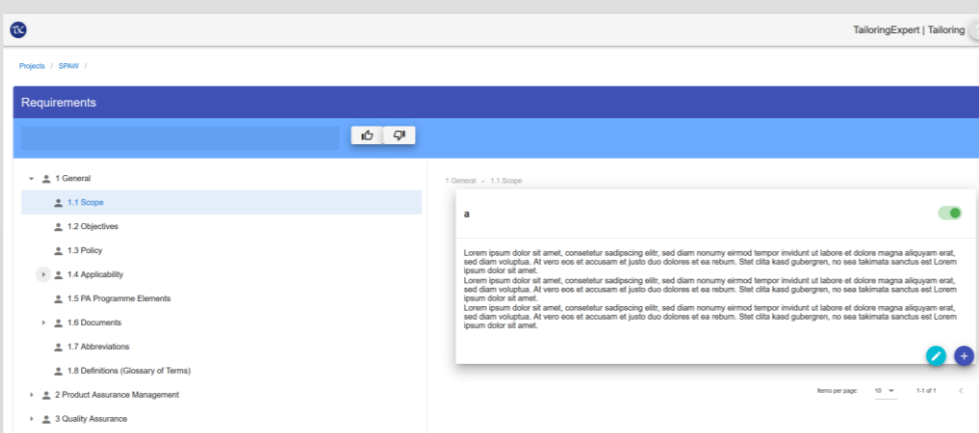 TailoringExpert | Tailoring
Projects / SPAW /
Requirements
1 General
1.1 Scope
1.2 Objectives
1.3 Policy
1.4 Applicability
1.5 PA Programme Elements
1.6 Documents
1.7 Abbreviations
1.8 Definitions (Glossary of Terms)
2 Product Assurance Management
3 Quality Assurance
1 General - 1.1 Scope
a
Lorem ipsum dolor sit amet, consetetur sadipscing elitr, sed diam nonumy eirmod tempor invidunt ut labore et dolore magna aliquyam erat,
sed diam voluptua. At vero eos et accusam et justo duo dolores et ea rebum. Stet clita kasd gubergren, no sea takimata sanctus est Lorem
ipsum dolor sit amet.
Lorem ipsum dolor sit amet, consetetur sadipscing elitr, sed diam nonumy eirmod tempor invidunt ut labore et dolore magna aliquyam erat,
sed diam voluptua. At vero eos et accusam et justo duo dolores et ea rebum. Stet clita kasd gubergren, no sea takimata sanctus est Lorem
ipsum dolor sit amet.
Lorem ipsum dolor sit amet, consetetur sadipscing elitr, sed diam nonumy eirmod tempor invidunt ut labore et dolore magna aliquyam erat,
sed diam voluptua. At vero eos et accusam et justo duo dolores et ea rebum. Stet clita kasd gubergren, no sea takimata sanctus est Lorem
ipsum dolor sit amet.
Items per page: 10 1-1 of 1